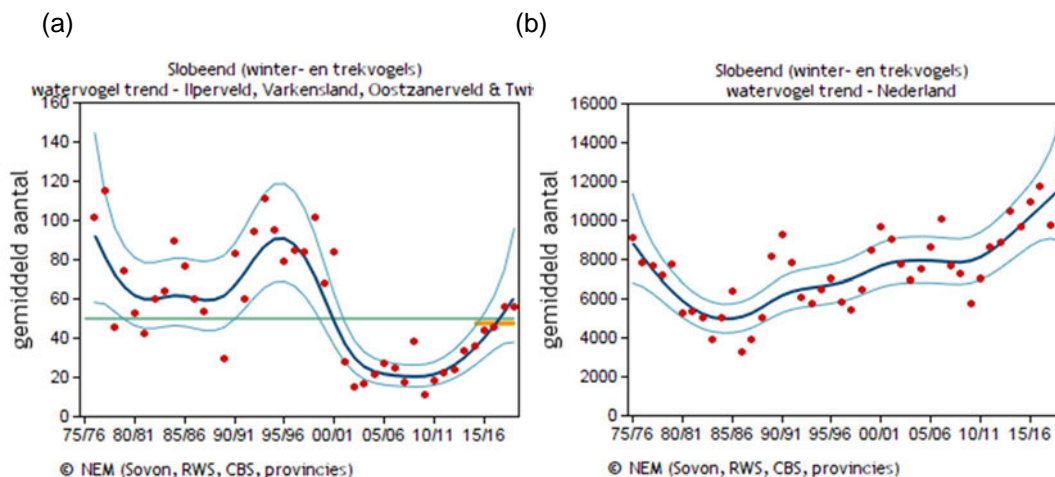 (a)
Slobeend (winter- en trekvogels)
watervogel trend - Ilperveld, Varkensland, Oostzanerveld & Twis
gemiddeld aantal
160
140
120
100
80
60
40
20
0
75/76 80/81 85/86 90/91 95/96 00/01 05/06 10/11 15/16
© NEM (Sovon, RWS, CBS, provincies)
(b)
Slobeend (winter- en trekvogels)
watervogel trend - Nederland
gemiddeld aantal
16000
14000
12000
10000
8000
6000
4000
2000
0
75/76 80/81 85/86 90/91 95/96 00/01 05/06 10/11 15/16
© NEM (Sovon, RWS, CBS, provincies)